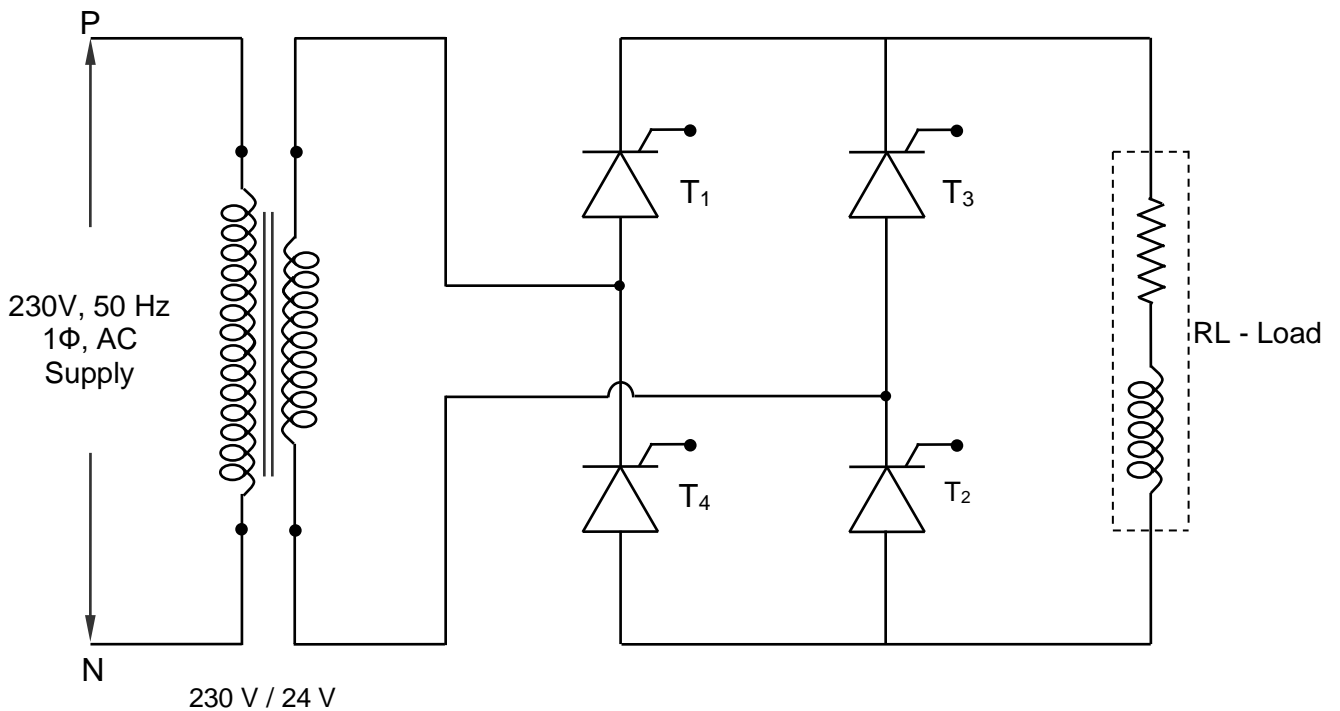 P
230V, 50 Hz
1Φ, AC
Supply
N
230 V / 24 V
T₁
T₃
T₄
T₂
RL - Load